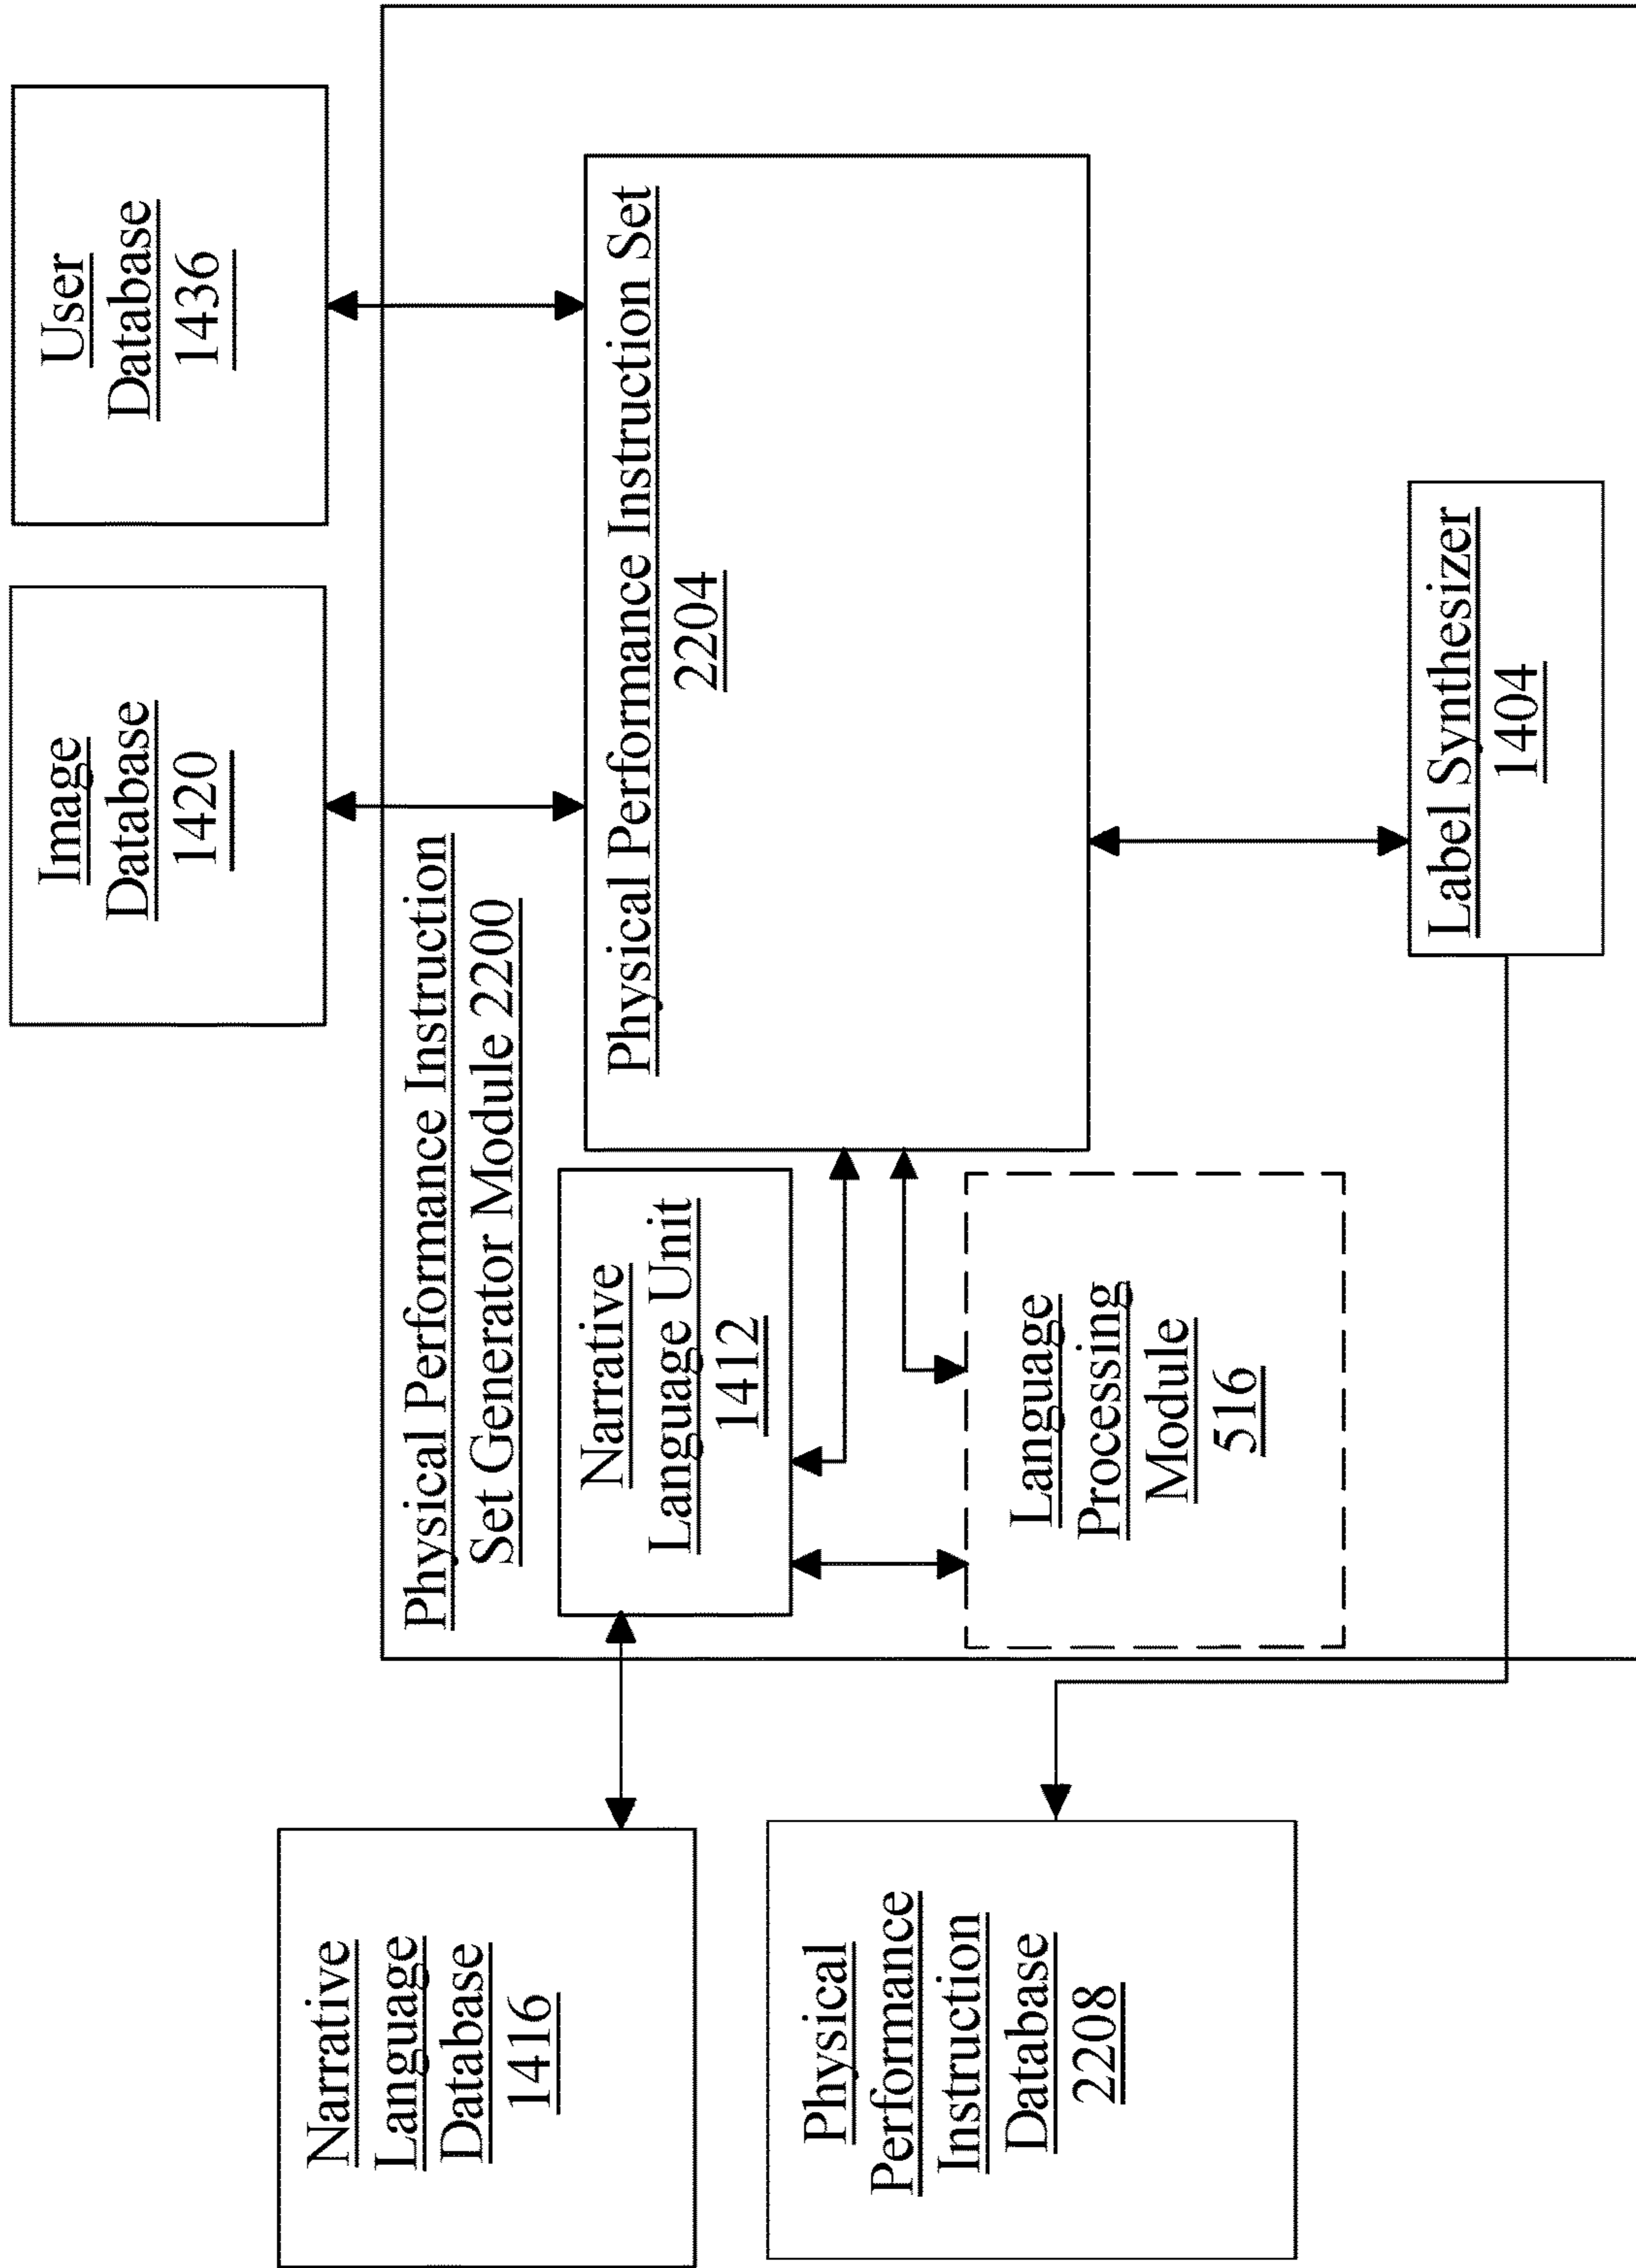 Narrative
Language
Database
1416
Physical
Performance
Instruction
Database
2208
Image
Database
1420
User
Database
1436
Physical Performance Instruction
Set Generator Module 2200
Narrative
Language Unit
1412
Language
Processing
Module
516
Physical Performance Instruction Set
2204
Label Synthesizer
1404